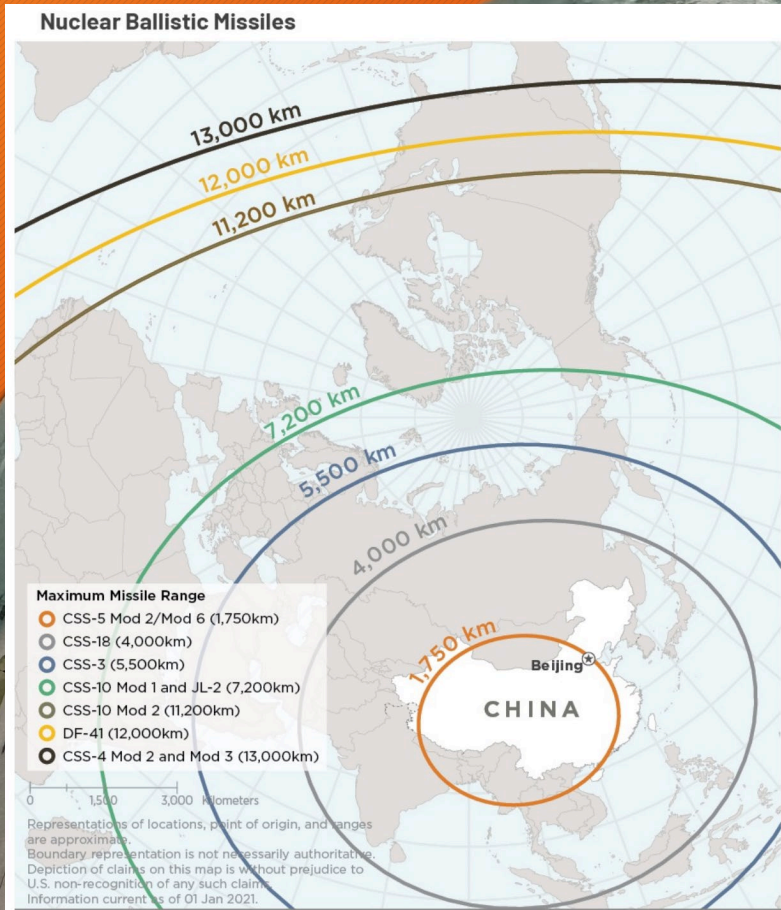 Nuclear Ballistic Missiles
13,000 km
12,000 km
11,200 km
7,200 km
5,500 km
4,000 km
1,750 km
Beijing
CHINA
Maximum Missile Range
CSS-5 Mod 2/Mod 6 (1,750km)
CSS-18 (4,000km)
CSS-3 (5,500km)
CSS-10 Mod 1 and JL-2 (7,200km)
CSS-10 Mod 2 (11,200km)
DF-41 (12,000km)
CSS-4 Mod 2 and Mod 3 (13,000km)
0 1,500 3,000 Kilometers
Representations of locations, point of origin, and ranges
are approximate.
Boundary representation is not necessarily authoritative.
Depiction of claims on this map is without prejudice to
U.S. non-recognition of any such claims.
Information current as of 01 Jan 2021.